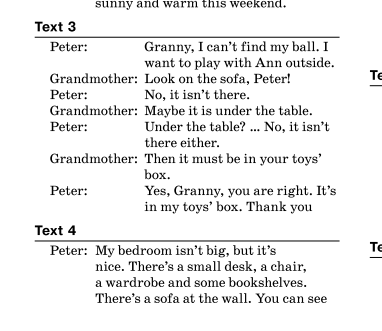 sunny and warm this weekend.
Text 3
Peter: Granny, I can't find my ball. I
want to play with Ann outside.
Grandmother: Look on the sofa, Peter!
Peter: No, it isn't there.
Grandmother: Maybe it is under the table.
Peter: Under the table? ... No, it isn't
there either.
Grandmother: Then it must be in your toys'
box.
Peter: Yes, Granny, you are right. It's
in my toys' box. Thank you
Text 4
Peter: My bedroom isn't big, but it's
nice. There's a small desk, a chair,
a wardrobe and some bookshelves.
There's a sofa at the wall. You can see